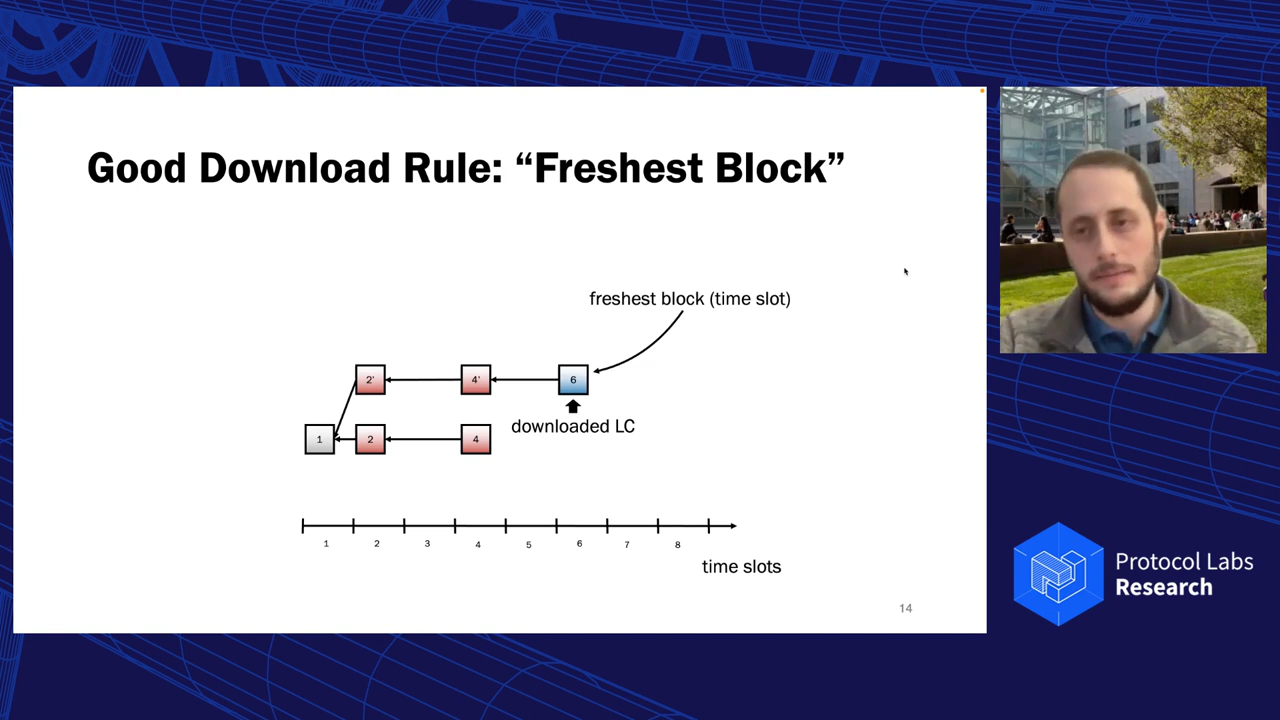 Good Download Rule: “Freshest Block”
freshest block (time slot)
2' 4' 6
downloaded LC
1 2 4
1 2 3 4 5 6 7 8
time slots
14
Protocol Labs
Research